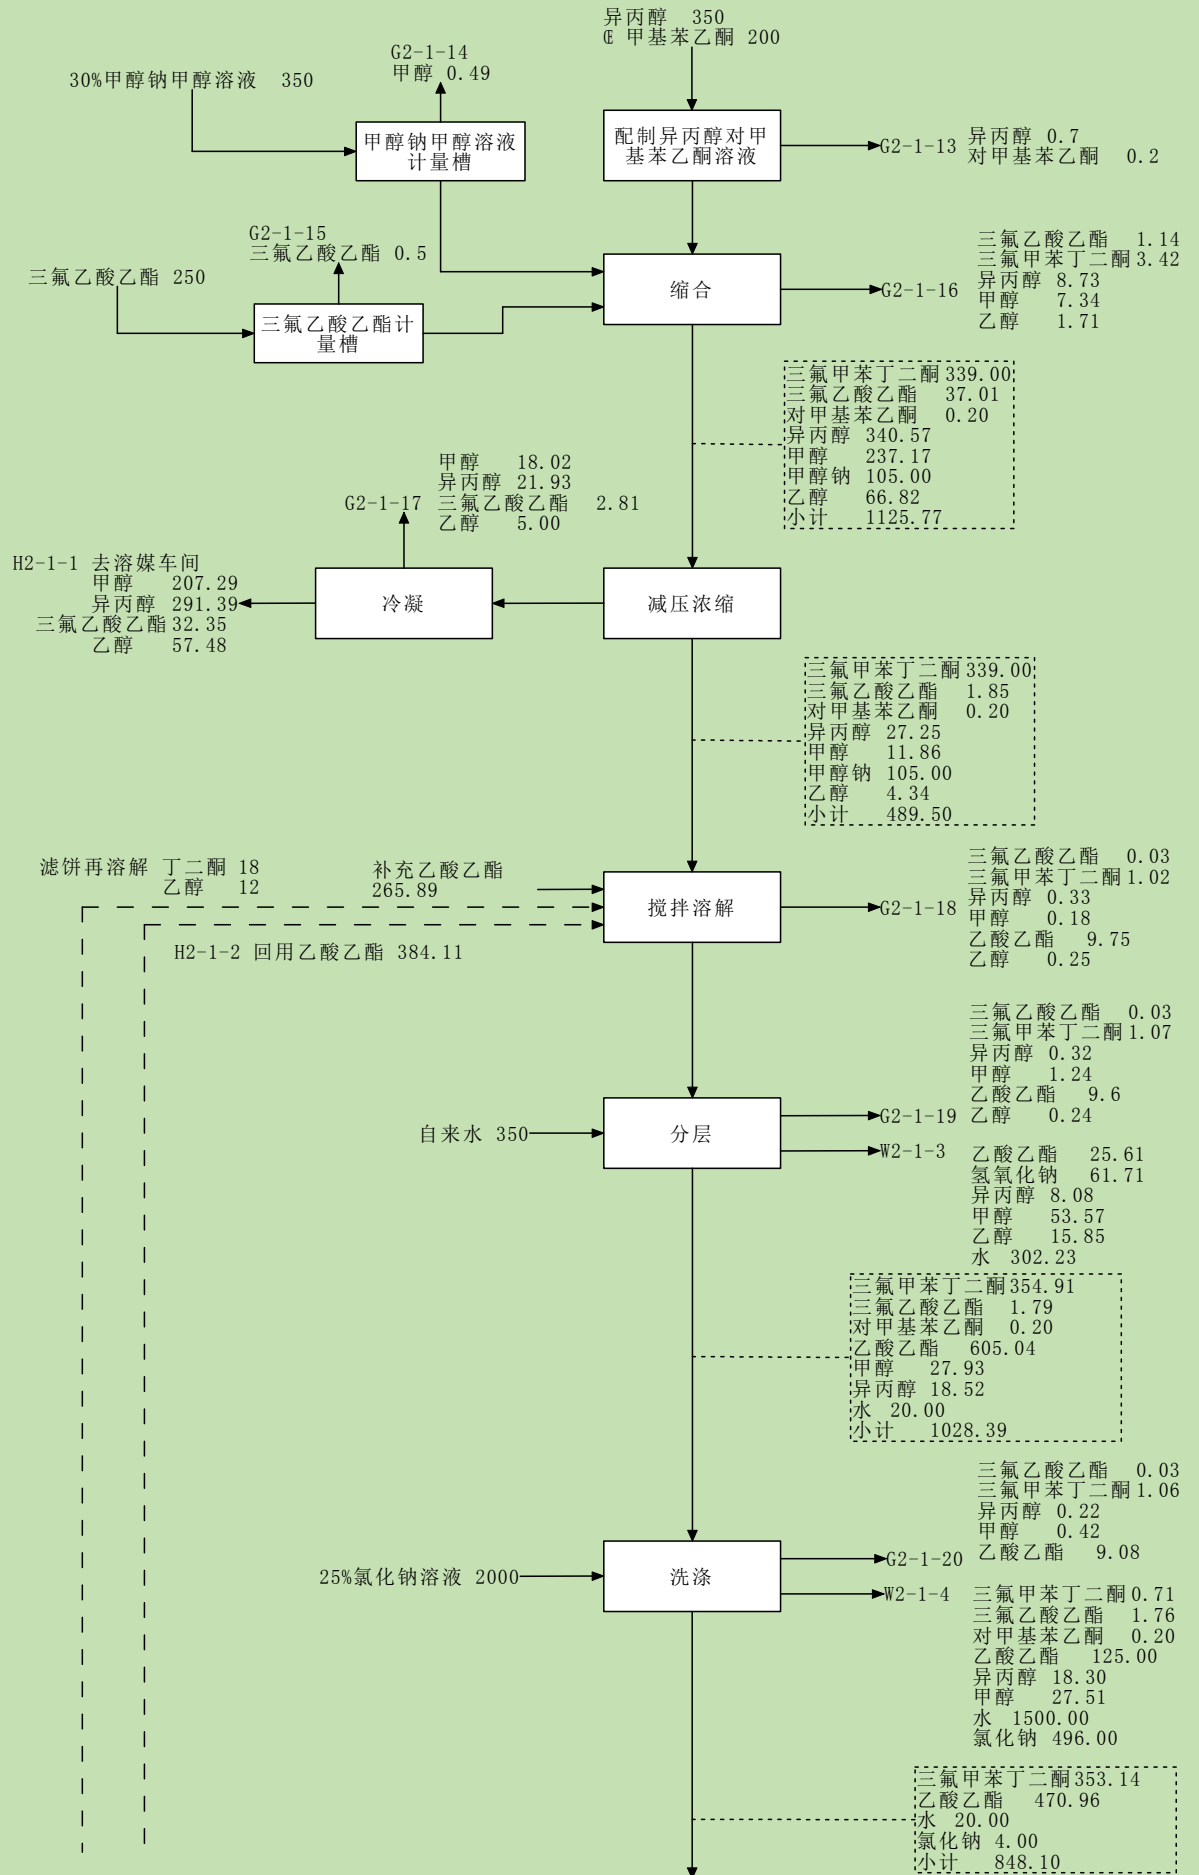 异丙醇 350
Œ 甲基苯乙酮 200
G2-1-14
甲醇 0.49
30%甲醇钠甲醇溶液 350
甲醇钠甲醇溶液
计量槽
配制异丙醇对甲
基苯乙酮溶液
G2-1-13
异丙醇 0.7
对甲基苯乙酮 0.2
G2-1-15
三氟乙酸乙酯 0.5
三氟乙酸乙酯 250
三氟乙酸乙酯计
量槽
缩合
G2-1-16
三氟乙酸乙酯 1.14
三氟甲苯丁二酮 3.42
异丙醇 8.73
甲醇 7.34
乙醇 1.71
三氟甲苯丁二酮 339.00
三氟乙酸乙酯 37.01
对甲基苯乙酮 0.20
异丙醇 340.57
甲醇 237.17
甲醇钠 105.00
乙醇 66.82
小计 1125.77
G2-1-17
甲醇 18.02
异丙醇 21.93
三氟乙酸乙酯 2.81
乙醇 5.00
H2-1-1 去溶媒车间
甲醇 207.29
异丙醇 291.39
三氟乙酸乙酯 32.35
乙醇 57.48
冷凝
减压浓缩
三氟甲苯丁二酮 339.00
三氟乙酸乙酯 1.85
对甲基苯乙酮 0.20
异丙醇 27.25
甲醇 11.86
甲醇钠 105.00
乙醇 4.34
小计 489.50
滤饼再溶解 丁二酮 18
乙醇 12
补充乙酸乙酯
265.89
H2-1-2 回用乙酸乙酯 384.11
搅拌溶解
G2-1-18
三氟乙酸乙酯 0.03
三氟甲苯丁二酮 1.02
异丙醇 0.33
甲醇 0.18
乙酸乙酯 9.75
乙醇 0.25
自来水 350
分层
G2-1-19
三氟乙酸乙酯 0.03
三氟甲苯丁二酮 1.07
异丙醇 0.32
甲醇 1.24
乙酸乙酯 9.6
乙醇 0.24
W2-1-3
乙酸乙酯 25.61
氢氧化钠 61.71
异丙醇 8.08
甲醇 53.57
乙醇 15.85
水 302.23
三氟甲苯丁二酮 354.91
三氟乙酸乙酯 1.79
对甲基苯乙酮 0.20
乙酸乙酯 605.04
甲醇 27.93
异丙醇 18.52
水 20.00
小计 1028.39
25%氯化钠溶液 2000
洗涤
G2-1-20
三氟乙酸乙酯 0.03
三氟甲苯丁二酮 1.06
异丙醇 0.22
甲醇 0.42
乙酸乙酯 9.08
W2-1-4
三氟甲苯丁二酮 0.71
三氟乙酸乙酯 1.76
对甲基苯乙酮 0.20
乙酸乙酯 125.00
异丙醇 18.30
甲醇 27.51
水 1500.00
氯化钠 496.00
三氟甲苯丁二酮 353.14
乙酸乙酯 470.96
水 20.00
氯化钠 4.00
小计 848.10